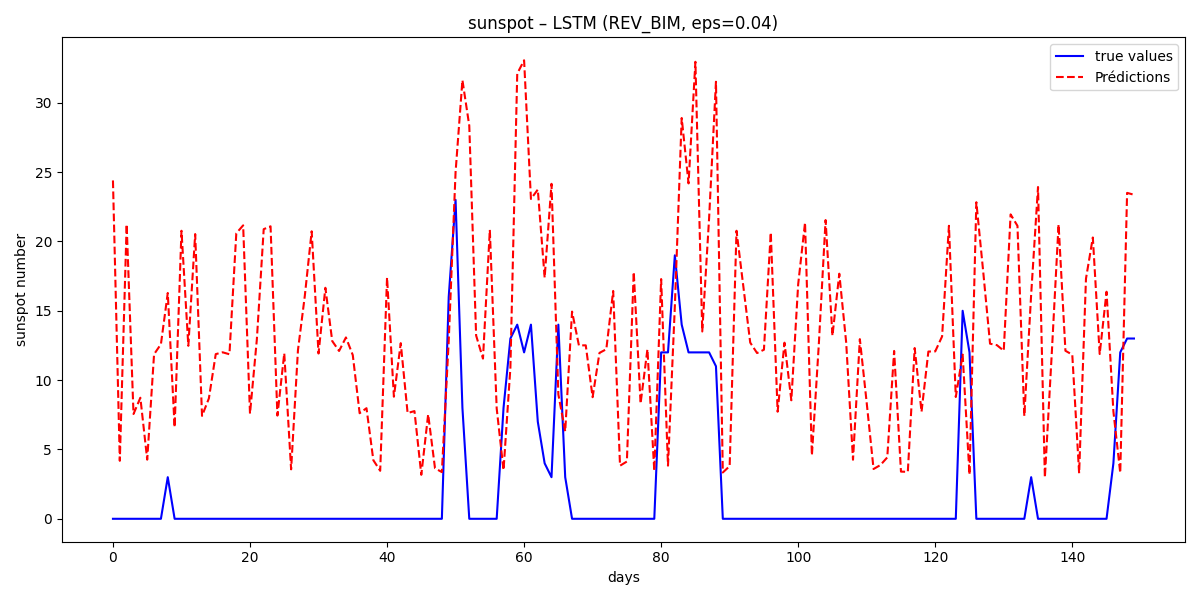 sunspot – LSTM (REV_BIM, eps=0.04)
true values
Prédictions
sunspot number
30
25
20
15
10
5
0
0 20 40 60 80 100 120 140
days